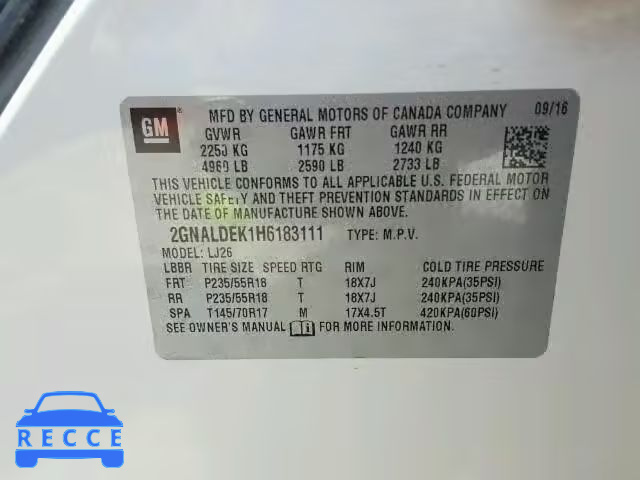 GM ®
MFD BY GENERAL MOTORS OF CANADA COMPANY 09/16
GVWR GAWR FRT GAWR RR
2250 KG 1175 KG 1240 KG
4960 LB 2590 LB 2733 LB
THIS VEHICLE CONFORMS TO ALL APPLICABLE U.S. FEDERAL MOTOR
VEHICLE SAFETY AND THEFT PREVENTION STANDARDS IN EFFECT ON
THE DATE OF MANUFACTURE SHOWN ABOVE.
2GNALDEK1H6183111 TYPE: M.P.V.
MODEL: LJ26
LBBR TIRE SIZE SPEED RTG RIM COLD TIRE PRESSURE
FRT P235/55R18 T 18X7J 240KPA(35PSI)
RR P235/55R18 T 18X7J 240KPA(35PSI)
SPA T145/70R17 M 17X4.5T 420KPA(60PSI)
SEE OWNER'S MANUAL FOR MORE INFORMATION.
RECCE